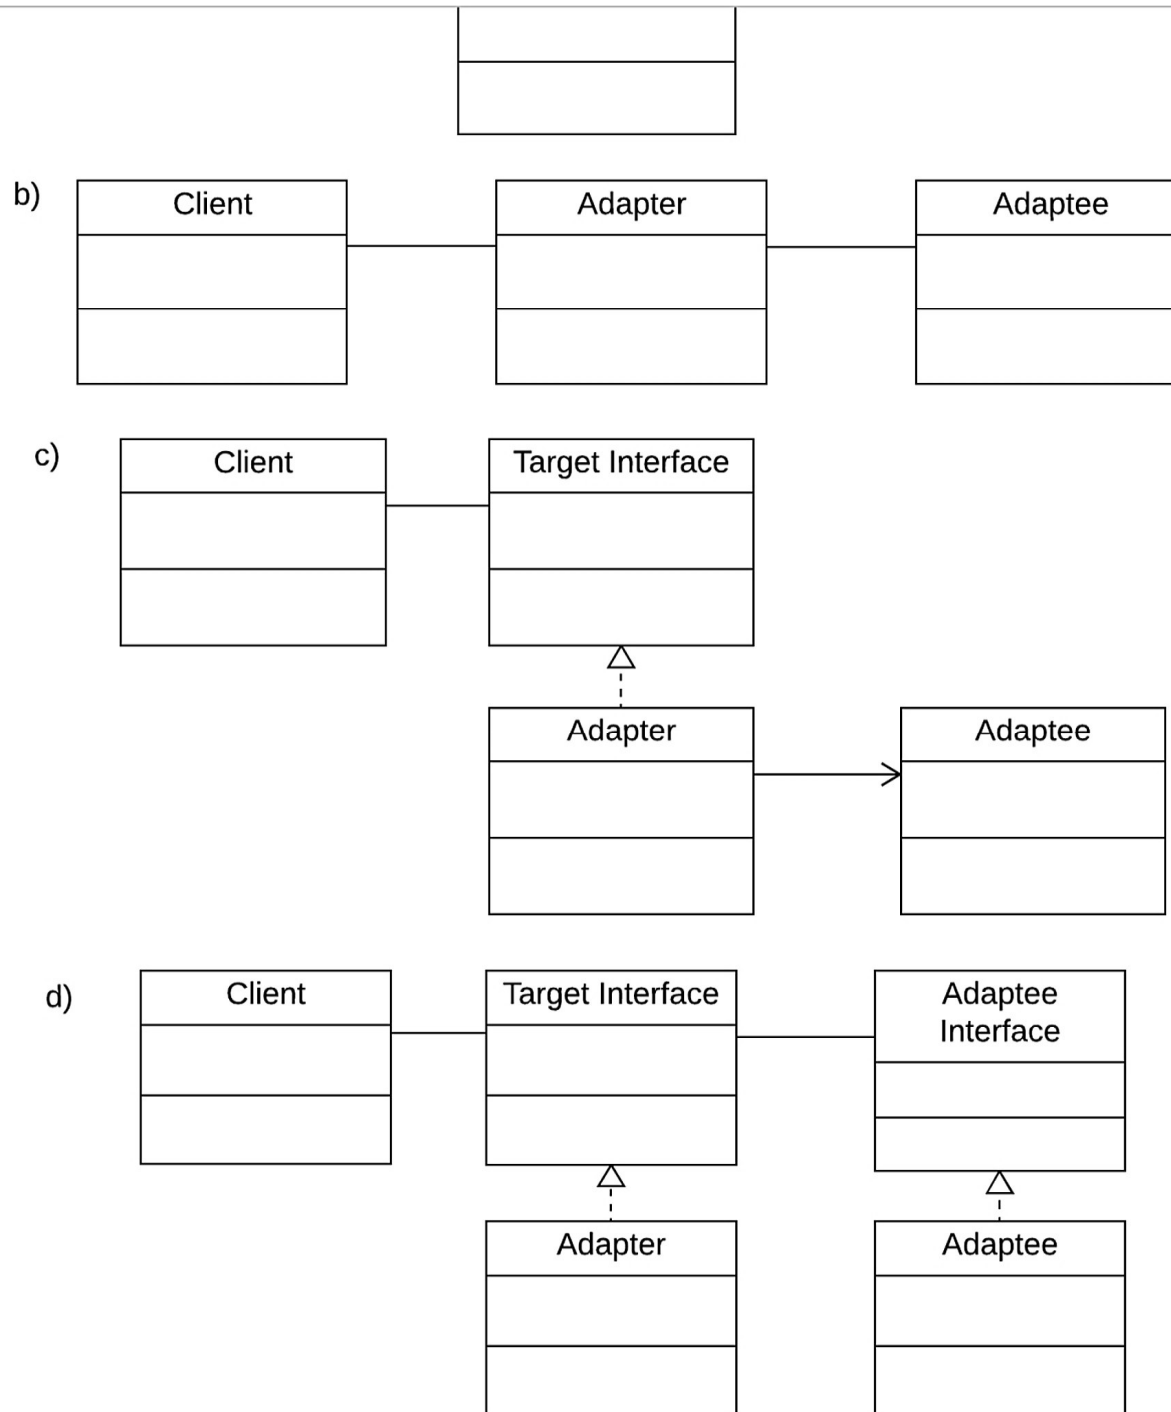 b)
Client
Adapter
Adaptee
c)
Client
Target Interface
Adapter
Adaptee
d)
Client
Target Interface
Adaptee
Interface
Adapter
Adaptee